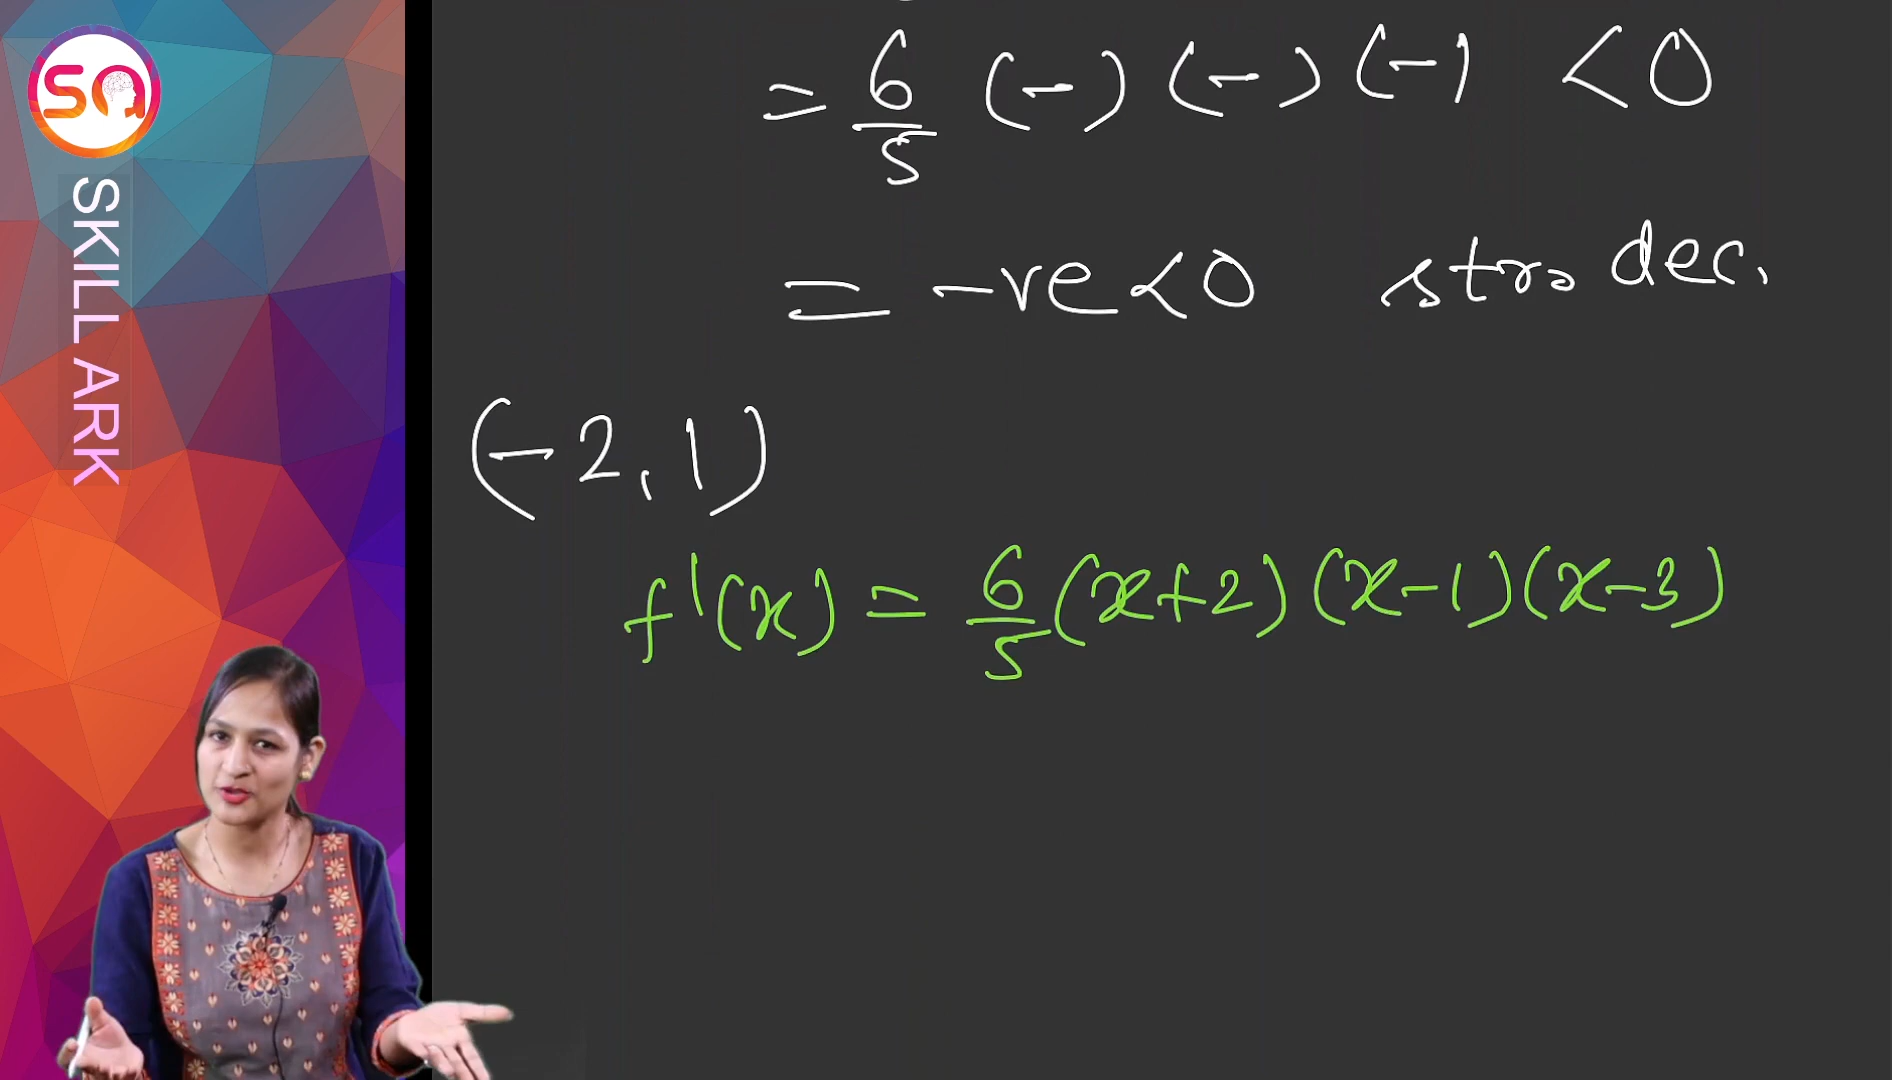 SA
SKILL ARK
= 6/5 (-) (-) (-) < 0
= -ve < 0 str. dec.
(-2, 1)
f'(x) = 6/5 (x+2) (x-1) (x-3)